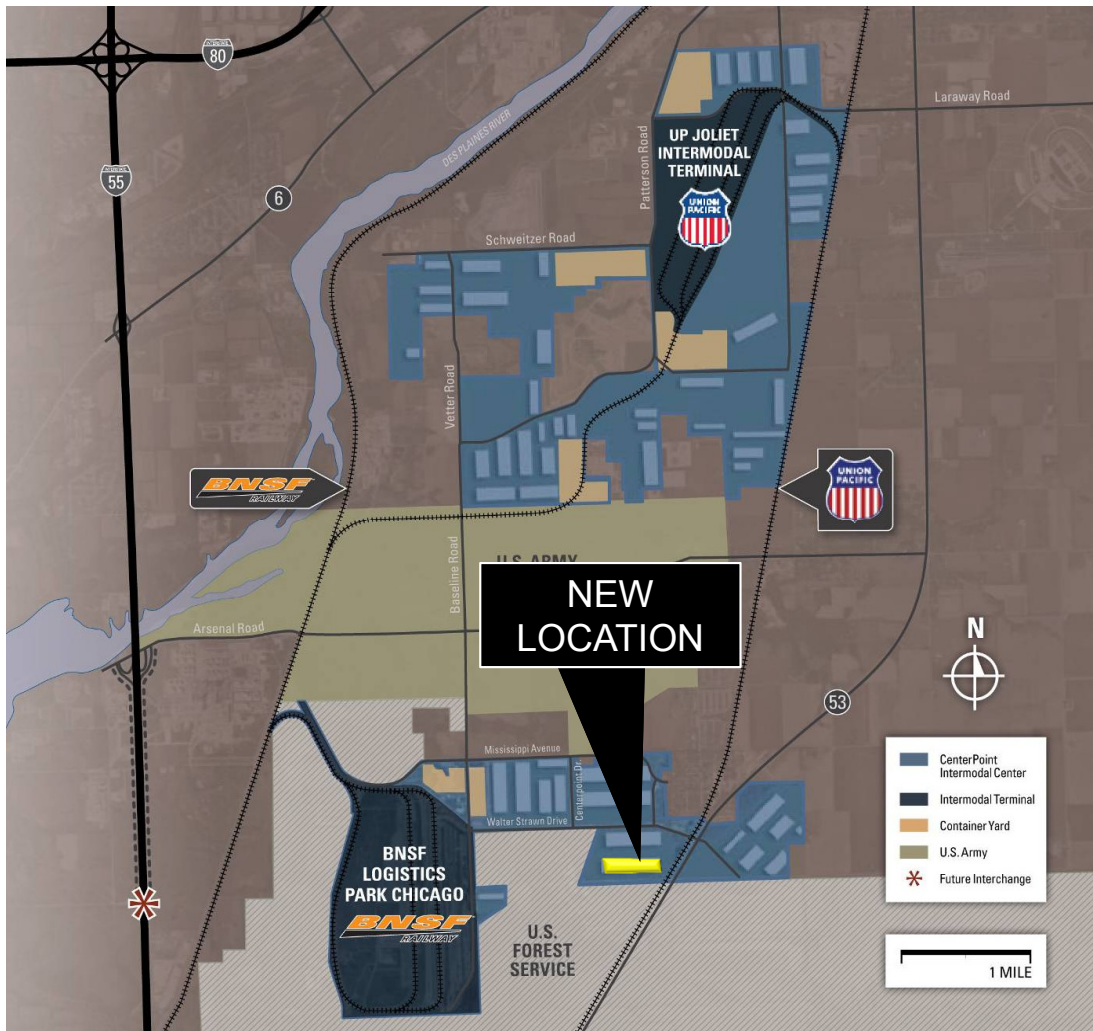 INTERSTATE
80
Laraway Road
UP JOLIET
INTERMODAL
TERMINAL
Patterson Road
DES PLAINES RIVER
INTERSTATE
55
6
UNION
PACIFIC
Schweitzer Road
Vetter Road
BNSF
RAILWAY
UNION
PACIFIC
U.S. ARMY
NEW
LOCATION
Baseline Road
Arsenal Road
N
53
Mississippi Avenue
Centerpoint Dr.
Walter Strawn Drive
BNSF
LOGISTICS
PARK CHICAGO
BNSF
RAILWAY
U.S.
FOREST
SERVICE
CenterPoint
Intermodal Center
Intermodal Terminal
Container Yard
U.S. Army
Future Interchange
1 MILE